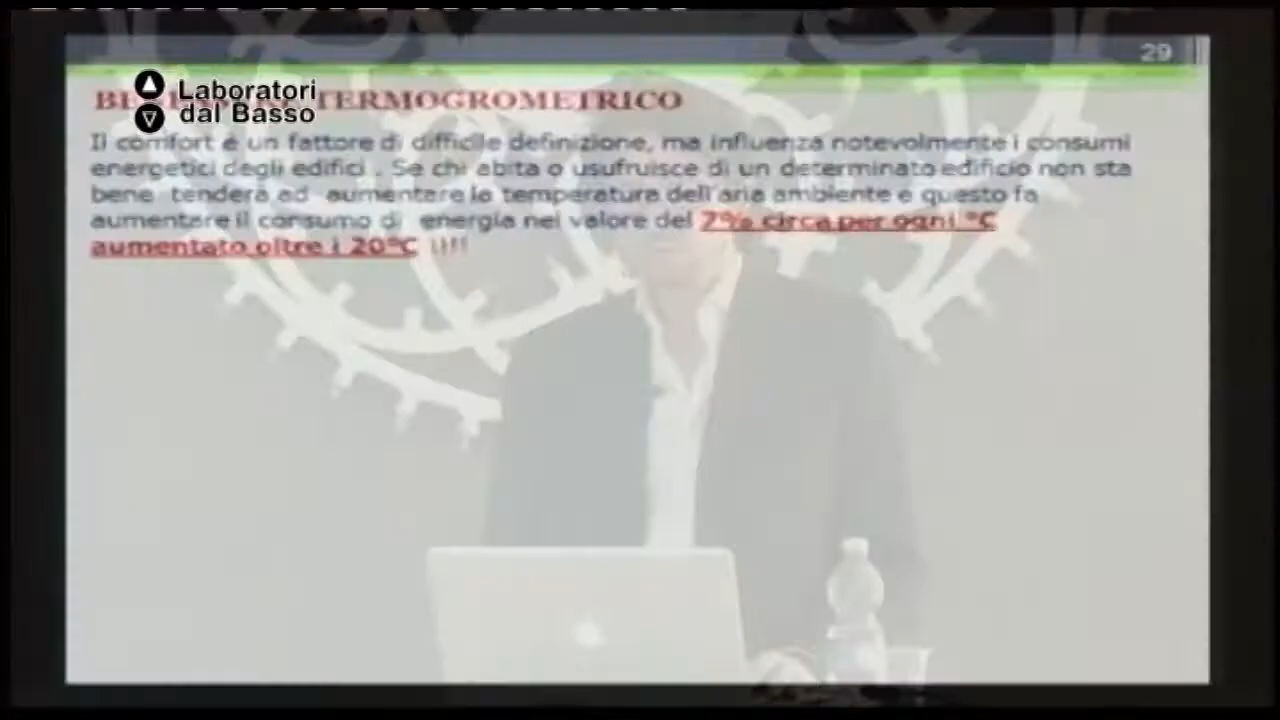 29
Laboratori
dal Basso
TERMOGROMETRICO
Il comfort è un fattore di difficile definizione, ma influenza notevolmente i consumi
energetici degli edifici . Se chi abita o usufruisce di un determinato edificio non sta
bene tenderà ad aumentare la temperatura dell'aria ambiente e questo fa
aumentare il consumo di energia nel valore del 7% circa per ogni °C
aumentato oltre i 20°C !!!!